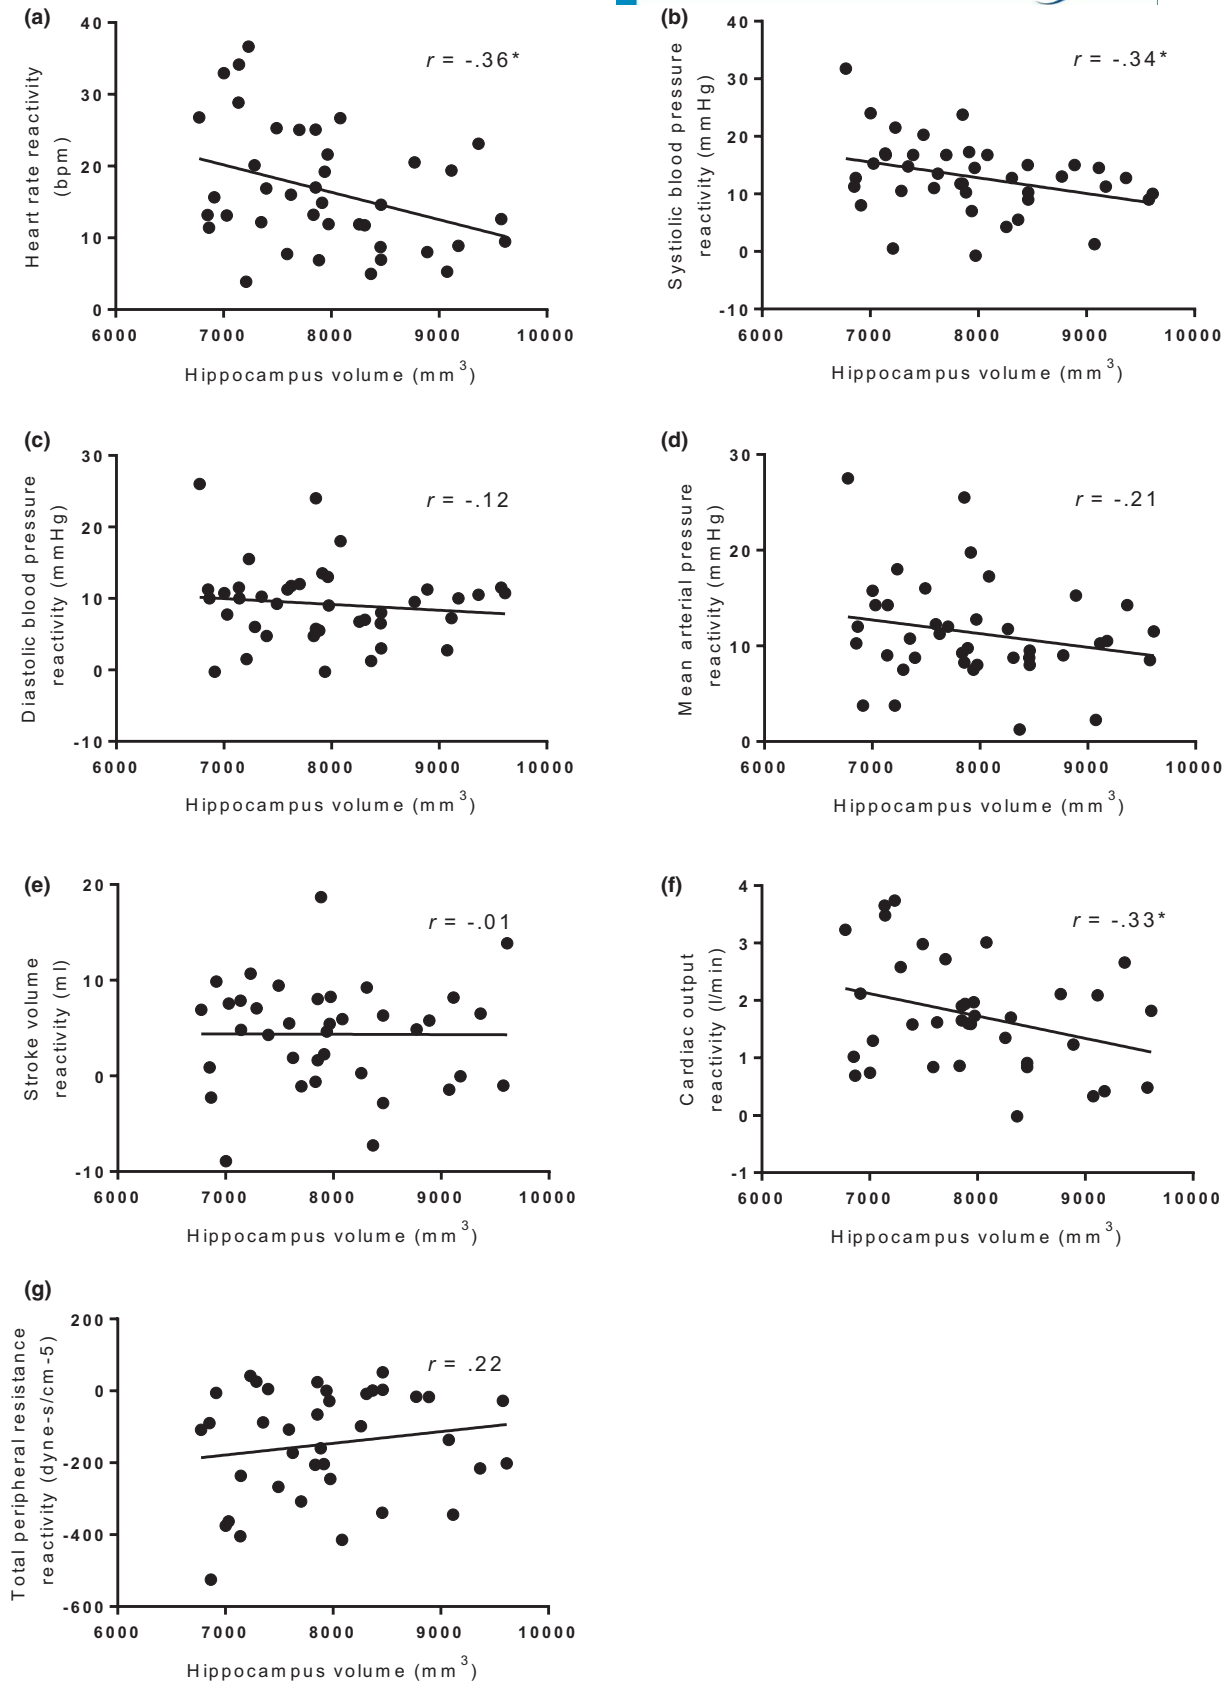 (a)
Heart rate reactivity
(bpm)
40
30
20
10
0
r = -.36*
6000 7000 8000 9000 10000
Hippocampus volume (mm3)
(b)
Systiolic blood pressure
reactivity (mmHg)
40
30
20
10
0
-10
r = -.34*
6000 7000 8000 9000 10000
Hippocampus volume (mm3)
(c)
Diastolic blood pressure
reactivity (mmHg)
30
20
10
0
-10
r = -.12
6000 7000 8000 9000 10000
Hippocampus volume (mm3)
(d)
Mean arterial pressure
reactivity (mmHg)
30
20
10
0
r = -.21
6000 7000 8000 9000 10000
Hippocampus volume (mm3)
(e)
Stroke volume
reactivity (ml)
20
10
0
-10
r = -.01
6000 7000 8000 9000 10000
Hippocampus volume (mm3)
(f)
Cardiac output
reactivity (l/min)
4
3
2
1
0
-1
r = -.33*
6000 7000 8000 9000 10000
Hippocampus volume (mm3)
(g)
Total peripheral resistance
reactivity (dyne-s/cm-5)
200
0
-200
-400
-600
r = .22
6000 7000 8000 9000 10000
Hippocampus volume (mm3)